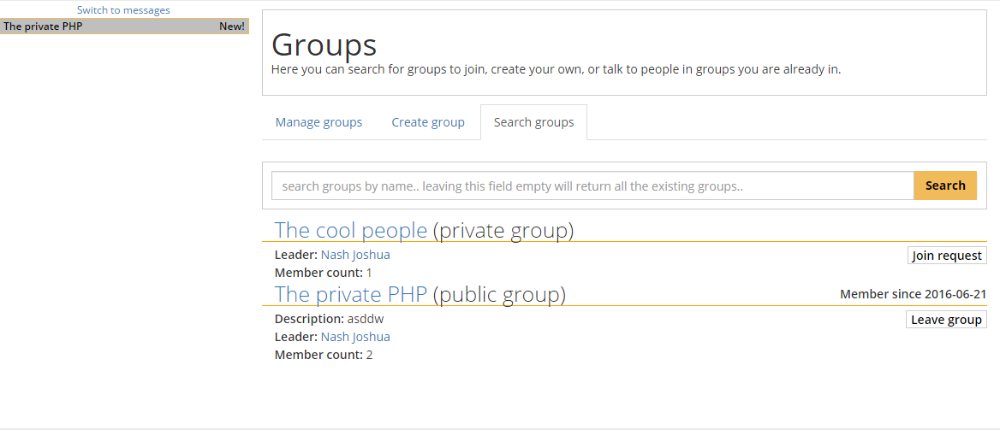 Switch to messages
The private PHP New!
Groups
Here you can search for groups to join, create your own, or talk to people in groups you are already in.
Manage groups Create group Search groups
search groups by name.. leaving this field empty will return all the existing groups.. Search
The cool people (private group)
Leader: Nash Joshua Join request
Member count: 1
The private PHP (public group) Member since 2016-06-21
Description: asddw Leave group
Leader: Nash Joshua
Member count: 2